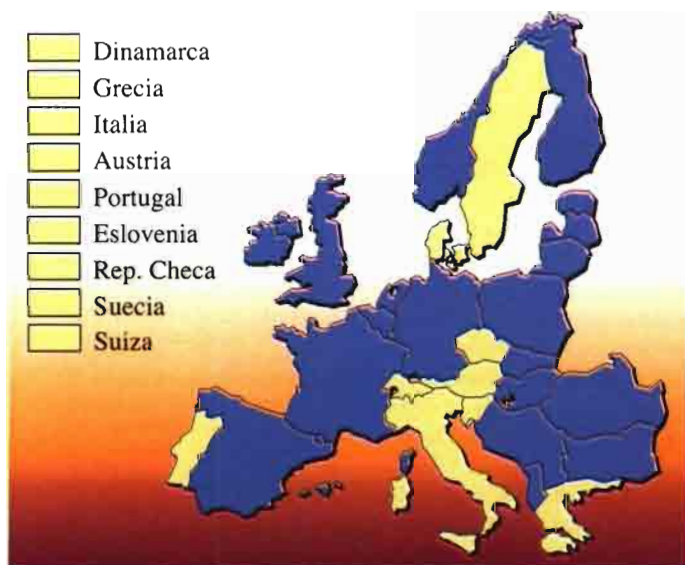 Dinamarca
Grecia
Italia
Austria
Portugal
Eslovenia
Rep. Checa
Suecia
Suiza